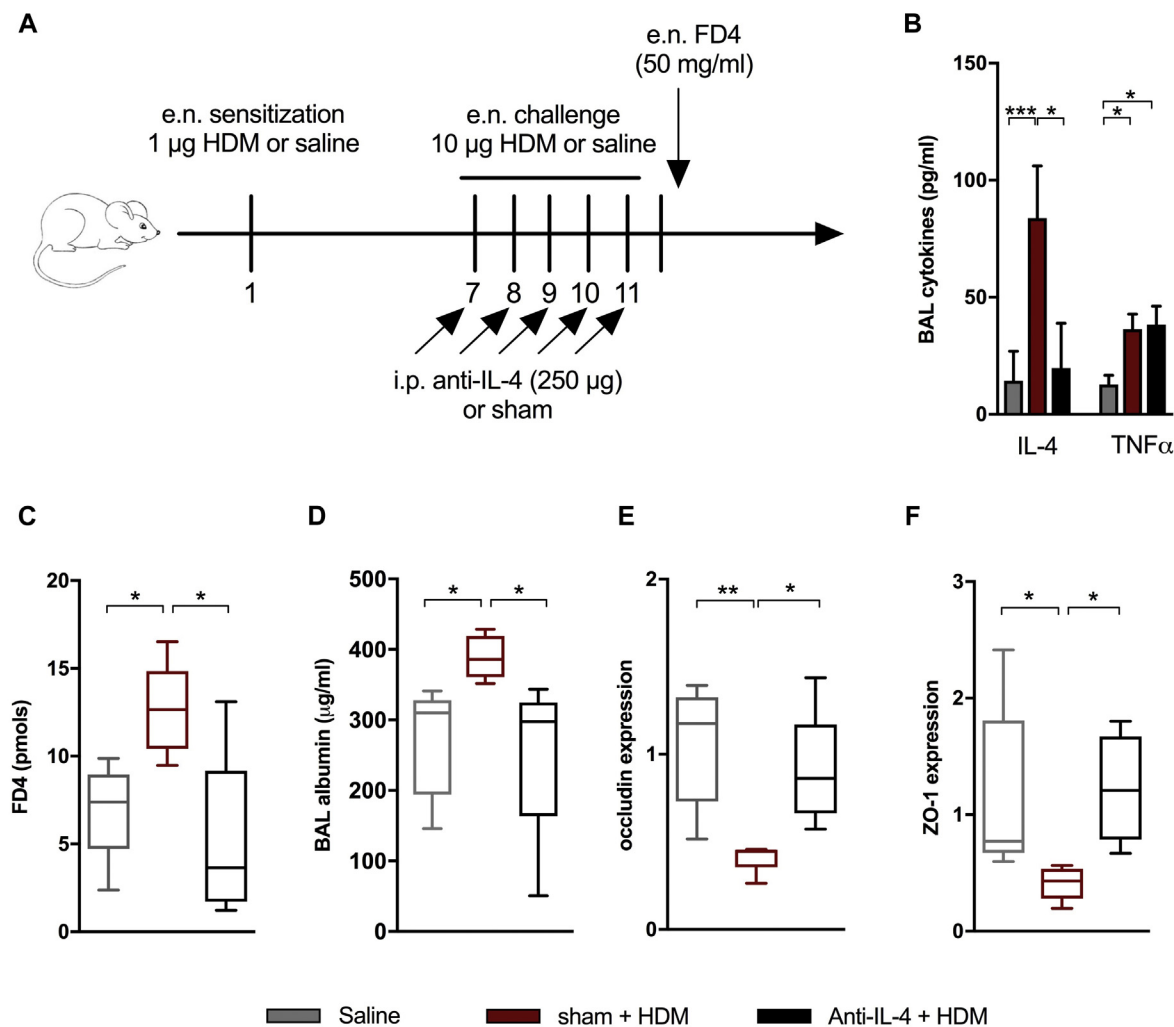 A
e.n. sensitization
1 μg HDM or saline
e.n. challenge
10 μg HDM or saline
e.n. FD4
(50 mg/ml)
1
7
8
9
10
11
i.p. anti-IL-4 (250 μg)
or sham
B
BAL cytokines (pg/ml)
150
100
50
0
*** * * *
IL-4
TNFα
C
FD4 (pmols)
20
15
10
5
0
* *
D
BAL albumin (μg/ml)
500
400
300
200
100
0
* *
E
occludin expression
2
1
0
** *
F
ZO-1 expression
3
2
1
0
* *
Saline
sham + HDM
Anti-IL-4 + HDM